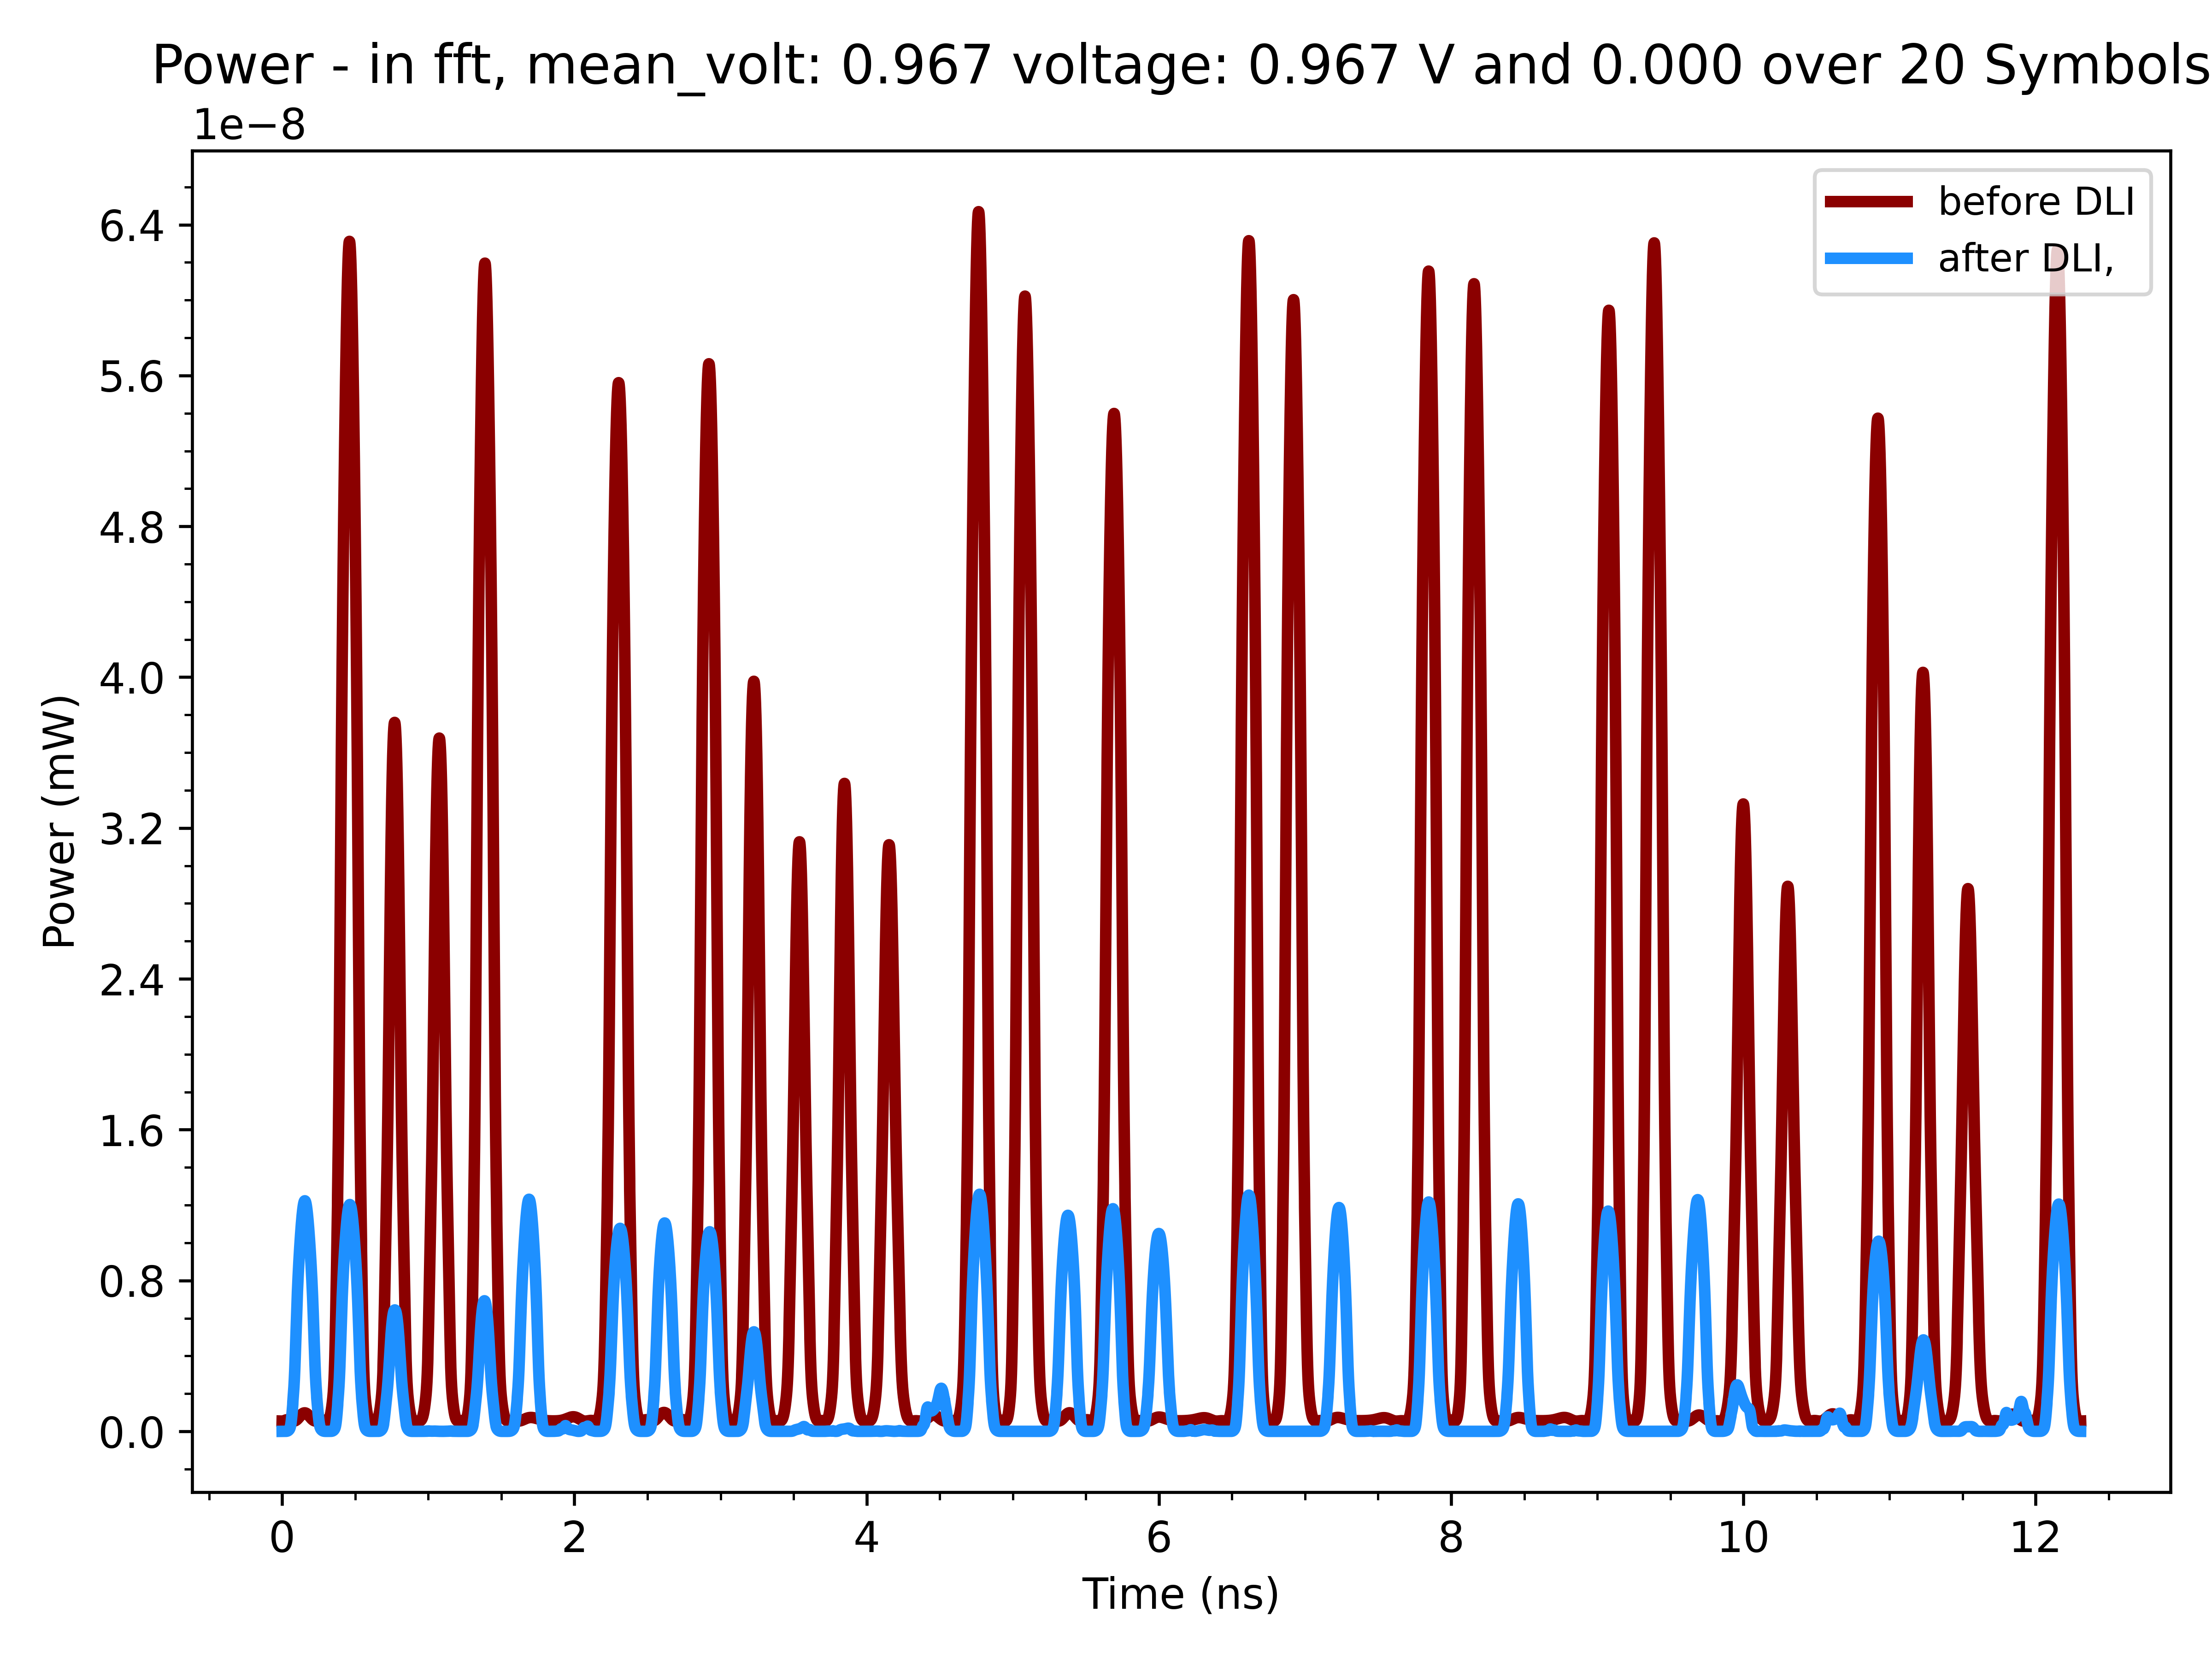 Power - in fft, mean_volt: 0.967 voltage: 0.967 V and 0.000 over 20 Symbols
1e−8
before DLI
after DLI,
6.4
5.6
4.8
4.0
3.2
2.4
1.6
0.8
0.0
Power (mW)
0 2 4 6 8 10 12
Time (ns)